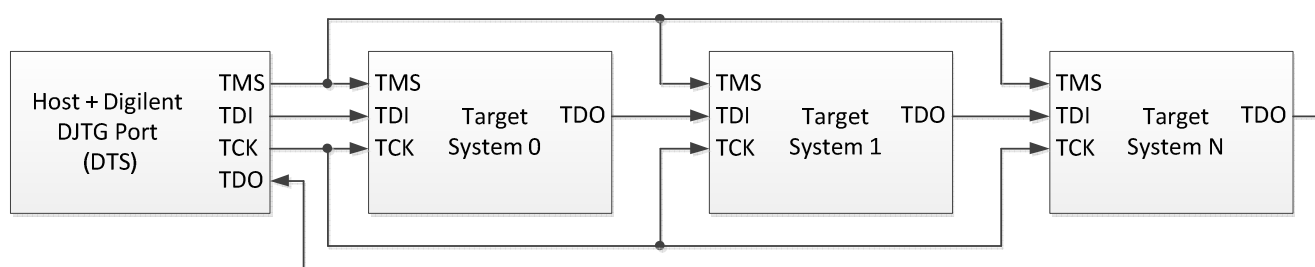 Host + Digilent
DJTG Port
(DTS)
TMS
TDI
TCK
TDO
TMS
TDI
TCK
Target
System 0
TDO
TMS
TDI
TCK
Target
System 1
TDO
TMS
TDI
TCK
Target
System N
TDO